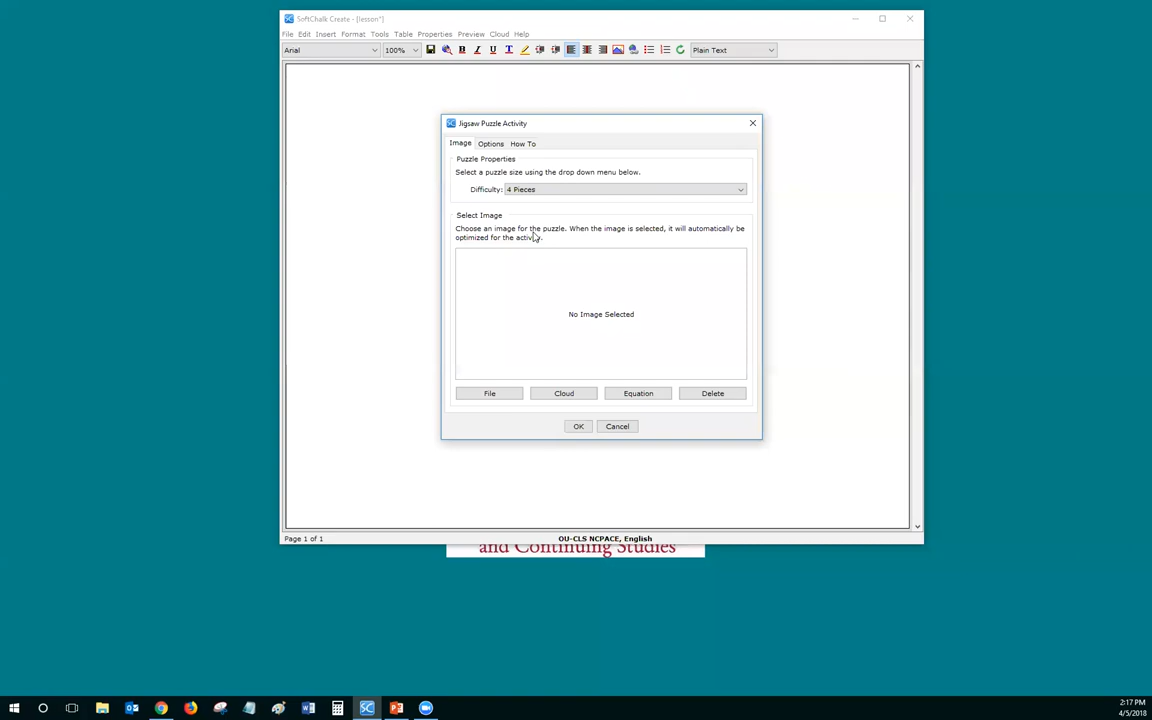 SoftChalk Create - [lesson*]
File Edit Insert Format Tools Table Properties Preview Cloud Help
Arial 100% B I U T Plain Text
Jigsaw Puzzle Activity
Image Options How To
Puzzle Properties
Select a puzzle size using the drop down menu below.
Difficulty: 4 Pieces
Select Image
Choose an image for the puzzle. When the image is selected, it will automatically be
optimized for the activity.
No Image Selected
File Cloud Equation Delete
OK Cancel
Page 1 of 1 OU-CLS NCPACE, English
and Continuing Studies
2:17 PM
4/5/2018